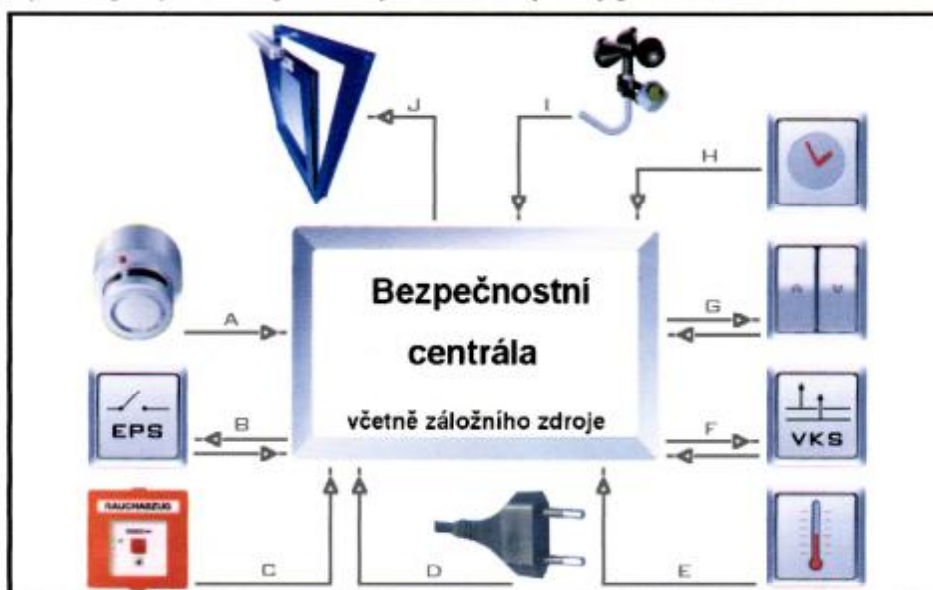 J
I
H
Bezpečnostní
centrála
včetně záložního zdroje
A
G
B
EPS
F
VKS
RAUCHABZUG
C
D
E